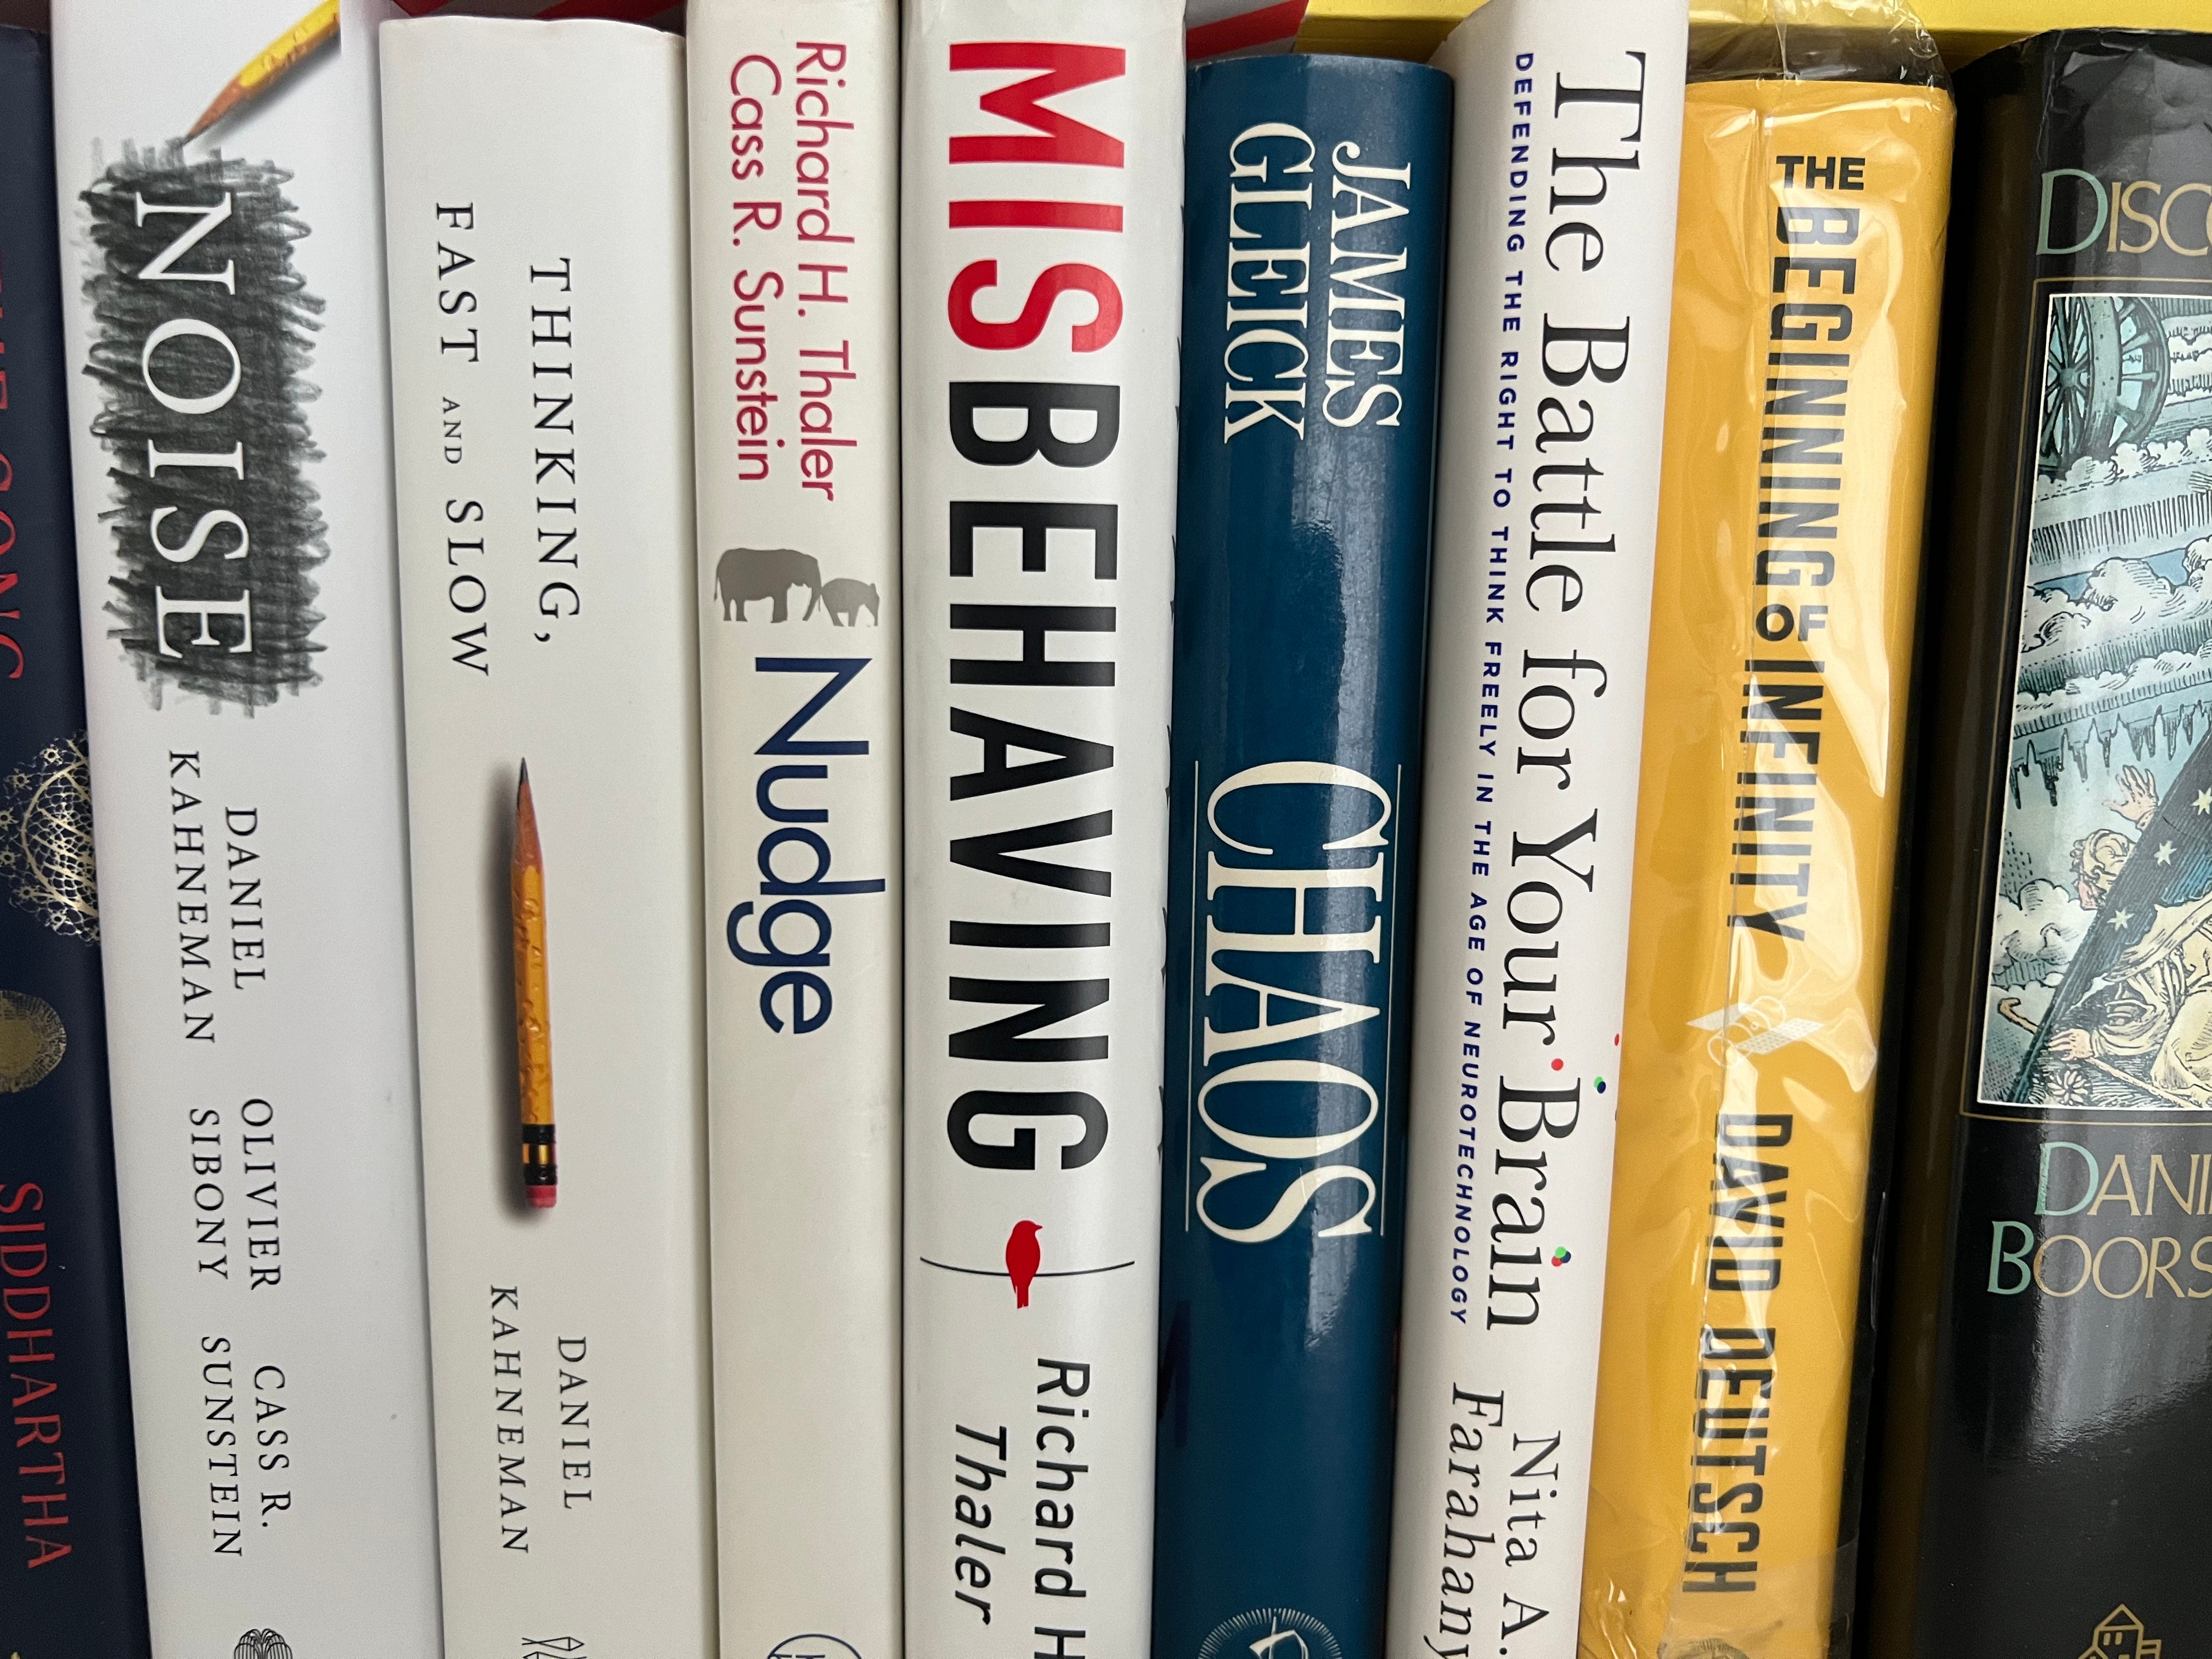 SIDDHARTHA
NOISE
DANIEL
KAHNEMAN
OLIVIER
SIBONY
CASS R.
SUNSTEIN
THINKING,
FAST AND SLOW
DANIEL
KAHNEMAN
Richard H. Thaler
Cass R. Sunstein
Nudge
MISBEHAVING
Richard H
Thaler
JAMES
GLEICK
CHAOS
The Battle for Your Brain
DEFENDING THE RIGHT TO THINK FREELY IN THE AGE OF NEUROTECHNOLOGY
Nita A.
Farahany
THE BEGINNING OF INFINITY
DAVID DEUTSCH
DISC
DANI
BOORS